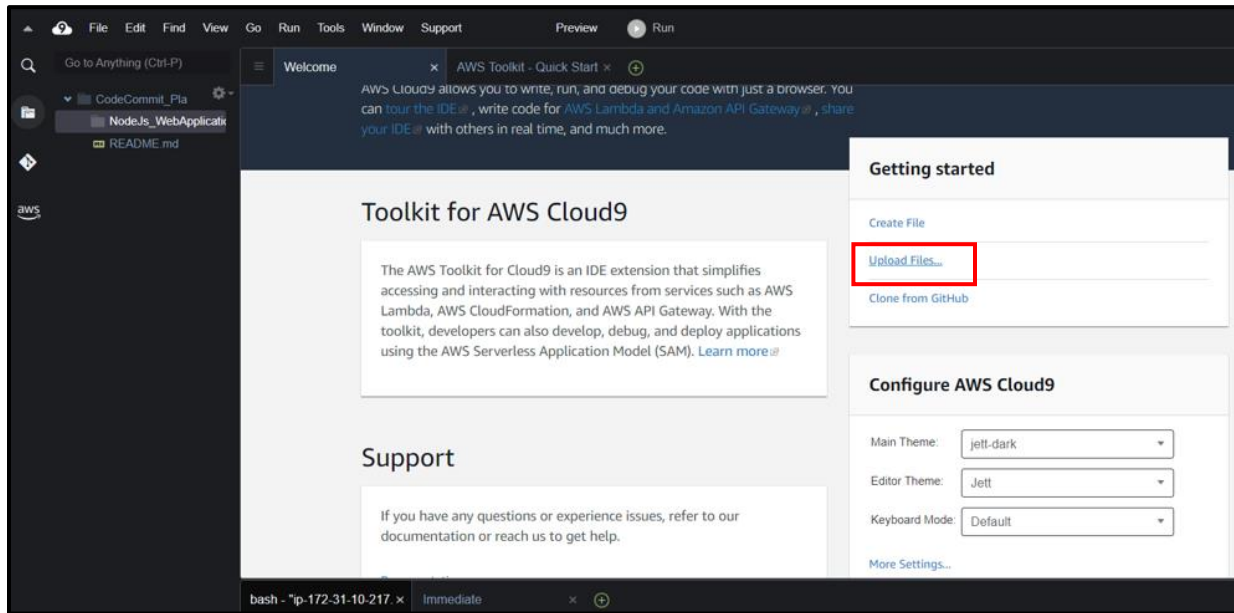 9 File Edit Find View Go Run Tools Window Support Preview Run
Go to Anything (Ctrl-P)
Welcome × AWS Toolkit - Quick Start ×
CodeCommit_Pla
NodeJs_WebApplicatic
README.md
aws
AWS Cloud9 allows you to write, run, and debug your code with just a browser. You
can tour the IDE , write code for AWS Lambda and Amazon API Gateway , share
your IDE with others in real time, and much more.
Getting started
Create File
Upload Files...
Clone from GitHub
Toolkit for AWS Cloud9
The AWS Toolkit for Cloud9 is an IDE extension that simplifies
accessing and interacting with resources from services such as AWS
Lambda, AWS CloudFormation, and AWS API Gateway. With the
toolkit, developers can also develop, debug, and deploy applications
using the AWS Serverless Application Model (SAM). Learn more
Configure AWS Cloud9
Main Theme: jett-dark
Editor Theme: Jett
Keyboard Mode: Default
More Settings...
Support
If you have any questions or experience issues, refer to our
documentation or reach us to get help.
bash - "ip-172-31-10-217. × Immediate ×